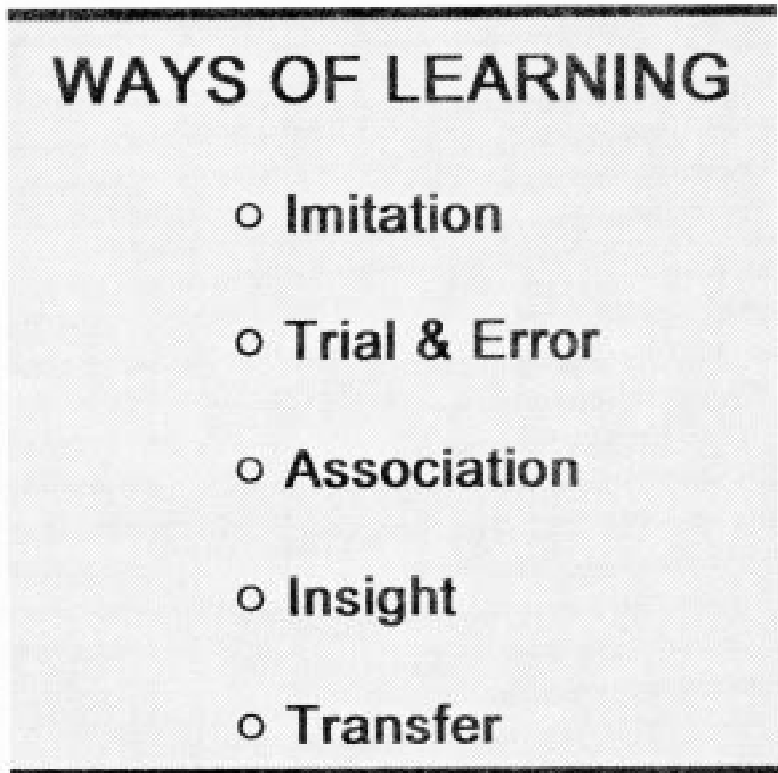 WAYS OF LEARNING
○ Imitation
○ Trial & Error
○ Association
○ Insight
○ Transfer